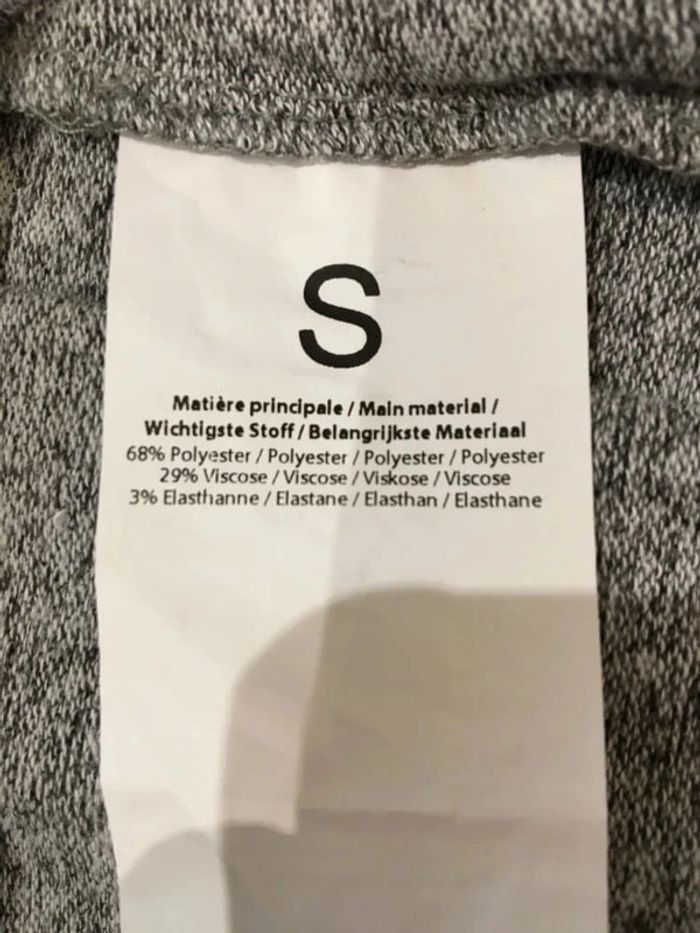 S
Matière principale / Main material /
Wichtigste Stoff / Belangrijkste Materiaal
68% Polyester / Polyester / Polyester / Polyester
29% Viscose / Viscose / Viskose / Viscose
3% Elasthanne / Elastane / Elasthan / Elasthane